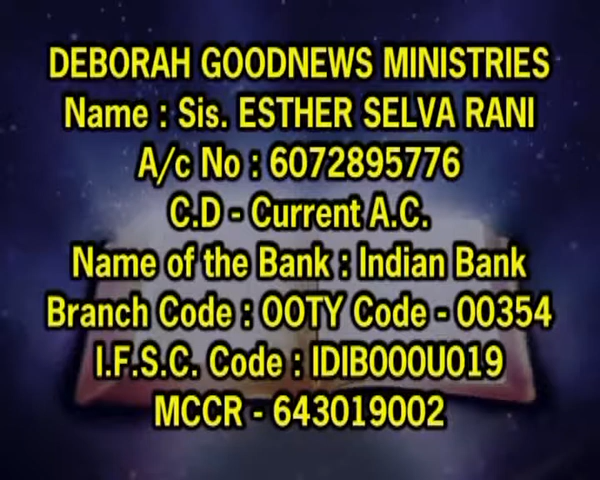 DEBORAH GOODNEWS MINISTRIES
Name : Sis. ESTHER SELVA RANI
A/c No : 6072895776
C.D - Current A.C.
Name of the Bank : Indian Bank
Branch Code : OOTY Code - 00354
I.F.S.C. Code : IDIB000U019
MCCR - 643019002